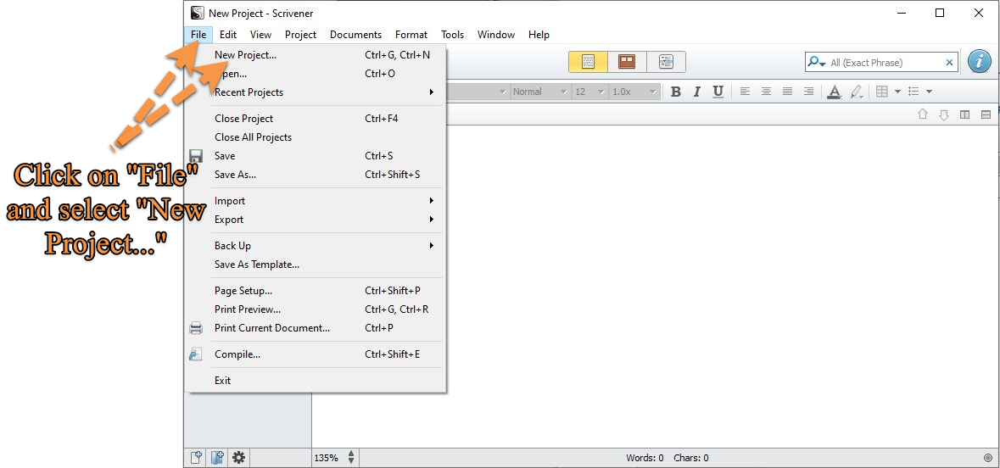 New Project - Scrivener
File Edit View Project Documents Format Tools Window Help
New Project... Ctrl+G, Ctrl+N
Open... Ctrl+O
Recent Projects
Close Project Ctrl+F4
Close All Projects
Save Ctrl+S
Save As... Ctrl+Shift+S
Import
Export
Back Up
Save As Template...
Page Setup... Ctrl+Shift+P
Print Preview... Ctrl+G, Ctrl+R
Print Current Document... Ctrl+P
Compile... Ctrl+Shift+E
Exit
All (Exact Phrase)
Normal 12 1.0x B I U A
Click on "File"
and select "New
Project..."
135% Words: 0 Chars: 0